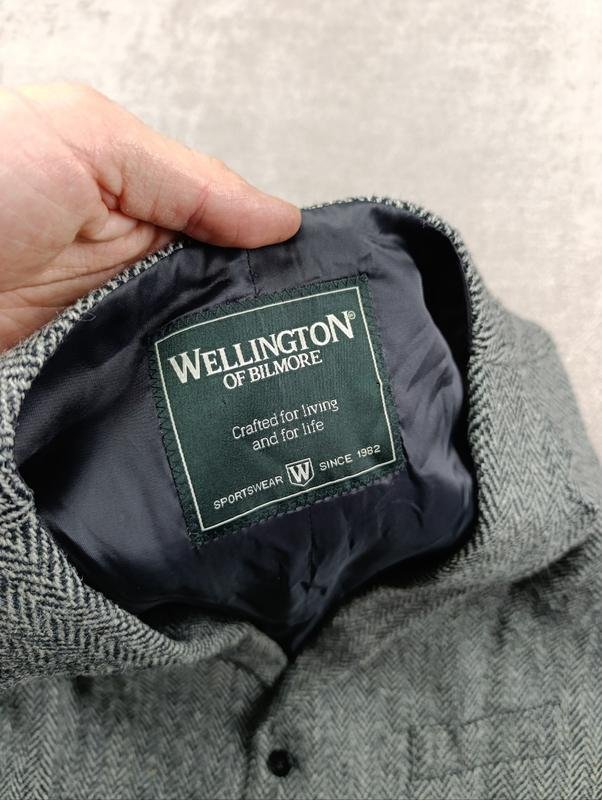 WELLINGTON®
OF BILMORE
Crafted for living
and for life
SPORTSWEAR W SINCE 1982